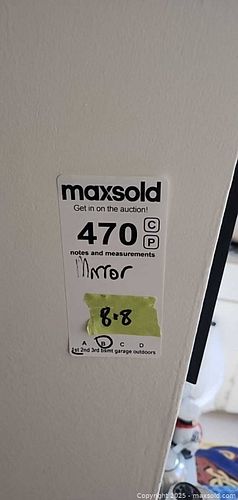 maxsold
Get in on the auction!
470 C
P
notes and measurements
Mirror
8.8
A B C D
1st 2nd 3rd bsmt garage outdoors
Copyright 2025 - maxsold.com